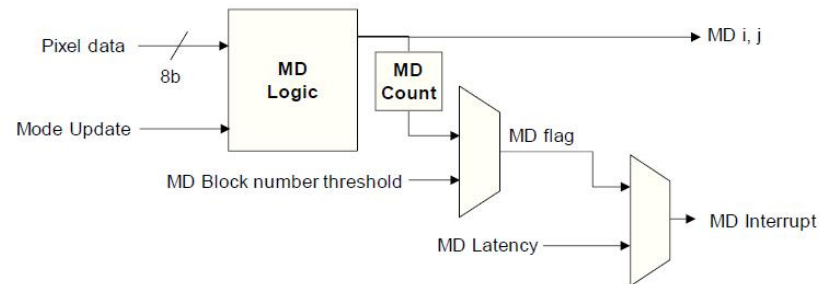 Pixel data
8b
Mode Update
MD
Logic
MD
Count
MD i, j
MD Block number threshold
MD flag
MD Latency
MD Interrupt